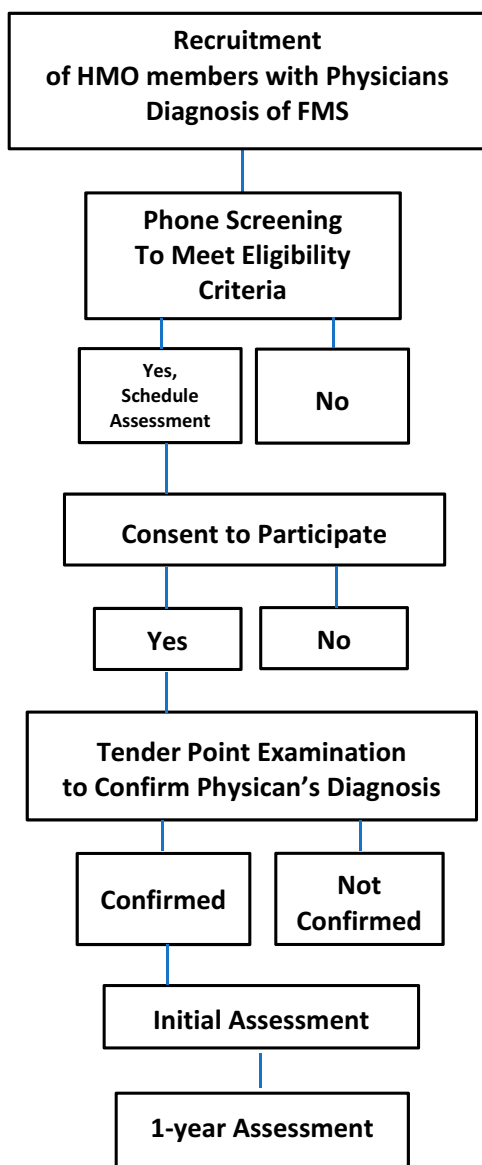 Recruitment
of HMO members with Physicians
Diagnosis of FMS
Phone Screening
To Meet Eligibility
Criteria
Yes,
Schedule
Assessment
No
Consent to Participate
Yes
No
Tender Point Examination
to Confirm Physican’s Diagnosis
Confirmed
Not
Confirmed
Initial Assessment
1-year Assessment